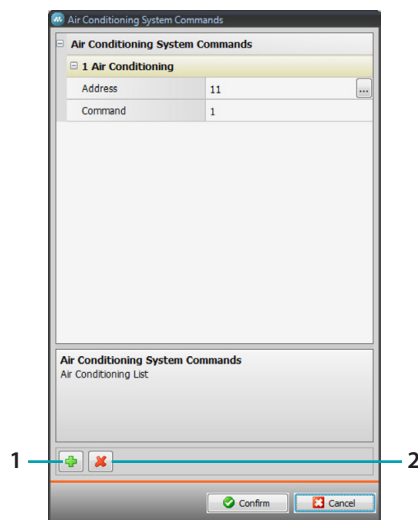 Air Conditioning System Commands
Air Conditioning System Commands
1 Air Conditioning
Address 11 ...
Command 1
Air Conditioning System Commands
Air Conditioning List
1 2
Confirm Cancel